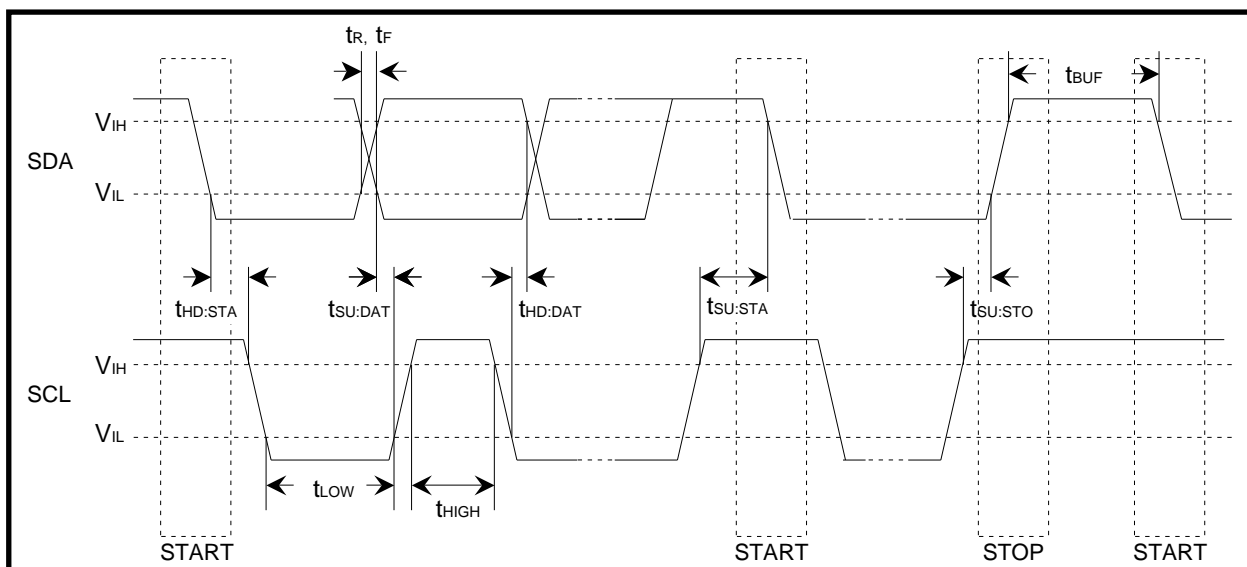 tR, tF
tBUF
VIH
SDA
VIL
tHD:STA
tSU:DAT
tHD:DAT
tSU:STA
tSU:STO
VIH
SCL
VIL
tLOW
tHIGH
START
START
STOP
START